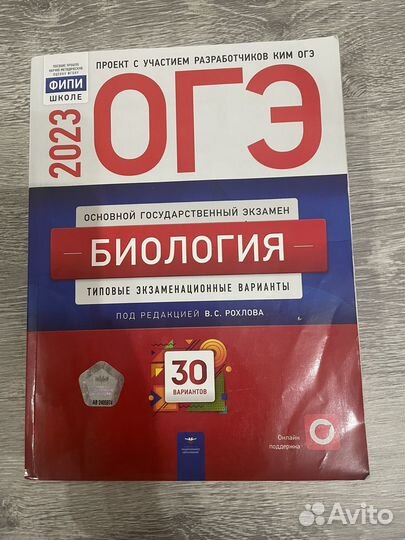 ПРОЕКТ С УЧАСТИЕМ РАЗРАБОТЧИКОВ КИМ ОГЭ
ФИПИ
ШКОЛЕ
2023
ОГЭ
ОСНОВНОЙ ГОСУДАРСТВЕННЫЙ ЭКЗАМЕН
БИОЛОГИЯ
ТИПОВЫЕ ЭКЗАМЕНАЦИОННЫЕ ВАРИАНТЫ
ПОД РЕДАКЦИЕЙ В.С. РОХЛОВА
30
ВАРИАНТОВ
Онлайн
поддержка
Avito